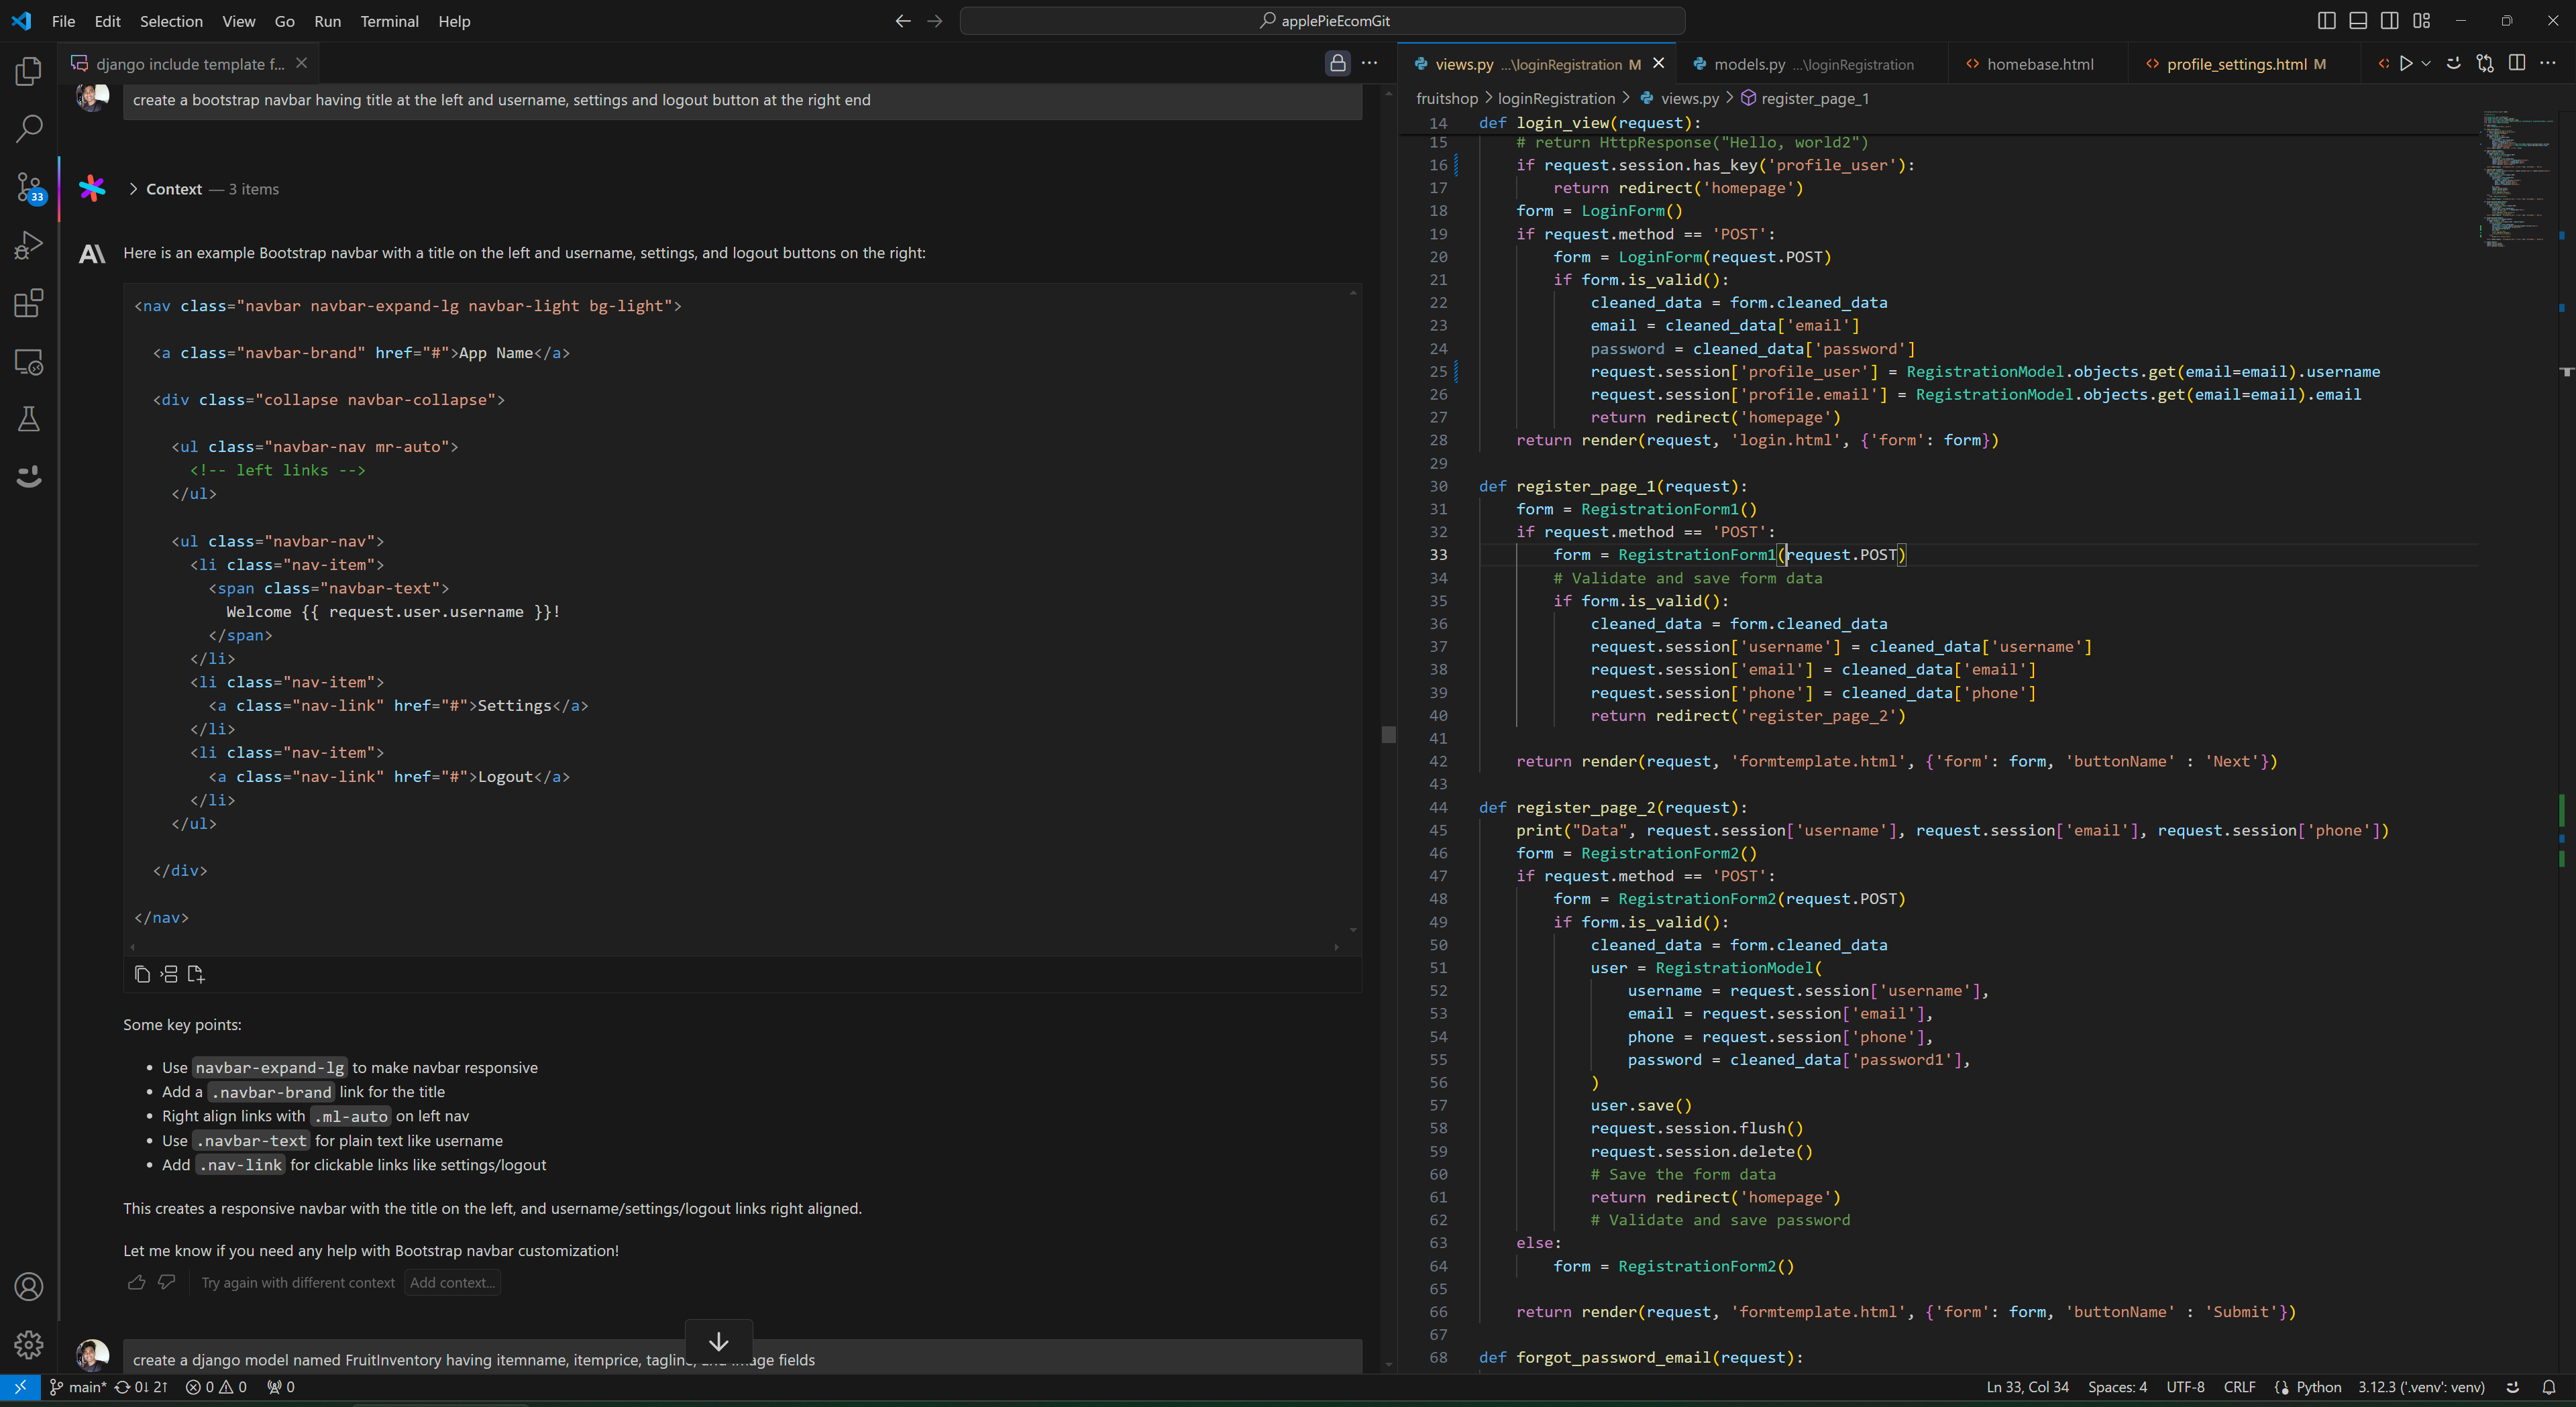 File Edit Selection View Go Run Terminal Help
applePieEcomGit
django include template f...
create a bootstrap navbar having title at the left and username, settings and logout button at the right end
33
Context — 3 items
Here is an example Bootstrap navbar with a title on the left and username, settings, and logout buttons on the right:
<nav class="navbar navbar-expand-lg navbar-light bg-light">
<a class="navbar-brand" href="#">App Name</a>
<div class="collapse navbar-collapse">
<ul class="navbar-nav mr-auto">
<!-- left links -->
</ul>
<ul class="navbar-nav">
<li class="nav-item">
<span class="navbar-text">
Welcome {{ request.user.username }}!
</span>
</li>
<li class="nav-item">
<a class="nav-link" href="#">Settings</a>
</li>
<li class="nav-item">
<a class="nav-link" href="#">Logout</a>
</li>
</ul>
</div>
</nav>
Some key points:
• Use navbar-expand-lg to make navbar responsive
• Add a .navbar-brand link for the title
• Right align links with .ml-auto on left nav
• Use .navbar-text for plain text like username
• Add .nav-link for clickable links like settings/logout
This creates a responsive navbar with the title on the left, and username/settings/logout links right aligned.
Let me know if you need any help with Bootstrap navbar customization!
Try again with different context Add context...
create a django model named FruitInventory having itemname, itemprice, tagline, and image fields
views.py ...\loginRegistration M models.py ...\loginRegistration homebase.html profile_settings.html M
fruitshop > loginRegistration > views.py > register_page_1
14 def login_view(request):
15 # return HttpResponse("Hello, world2")
16 if request.session.has_key('profile_user'):
17 return redirect('homepage')
18 form = LoginForm()
19 if request.method == 'POST':
20 form = LoginForm(request.POST)
21 if form.is_valid():
22 cleaned_data = form.cleaned_data
23 email = cleaned_data['email']
24 password = cleaned_data['password']
25 request.session['profile_user'] = RegistrationModel.objects.get(email=email).username
26 request.session['profile.email'] = RegistrationModel.objects.get(email=email).email
27 return redirect('homepage')
28 return render(request, 'login.html', {'form': form})
29
30 def register_page_1(request):
31 form = RegistrationForm1()
32 if request.method == 'POST':
33 form = RegistrationForm1(request.POST)
34 # Validate and save form data
35 if form.is_valid():
36 cleaned_data = form.cleaned_data
37 request.session['username'] = cleaned_data['username']
38 request.session['email'] = cleaned_data['email']
39 request.session['phone'] = cleaned_data['phone']
40 return redirect('register_page_2')
41
42 return render(request, 'formtemplate.html', {'form': form, 'buttonName' : 'Next'})
43
44 def register_page_2(request):
45 print("Data", request.session['username'], request.session['email'], request.session['phone'])
46 form = RegistrationForm2()
47 if request.method == 'POST':
48 form = RegistrationForm2(request.POST)
49 if form.is_valid():
50 cleaned_data = form.cleaned_data
51 user = RegistrationModel(
52 username = request.session['username'],
53 email = request.session['email'],
54 phone = request.session['phone'],
55 password = cleaned_data['password1'],
56 )
57 user.save()
58 request.session.flush()
59 request.session.delete()
60 # Save the form data
61 return redirect('homepage')
62 # Validate and save password
63 else:
64 form = RegistrationForm2()
65
66 return render(request, 'formtemplate.html', {'form': form, 'buttonName' : 'Submit'})
67
68 def forgot_password_email(request):
main* 0↓ 2↑ 0 0 0 Ln 33, Col 34 Spaces: 4 UTF-8 CRLF Python 3.12.3 ('.venv': venv)